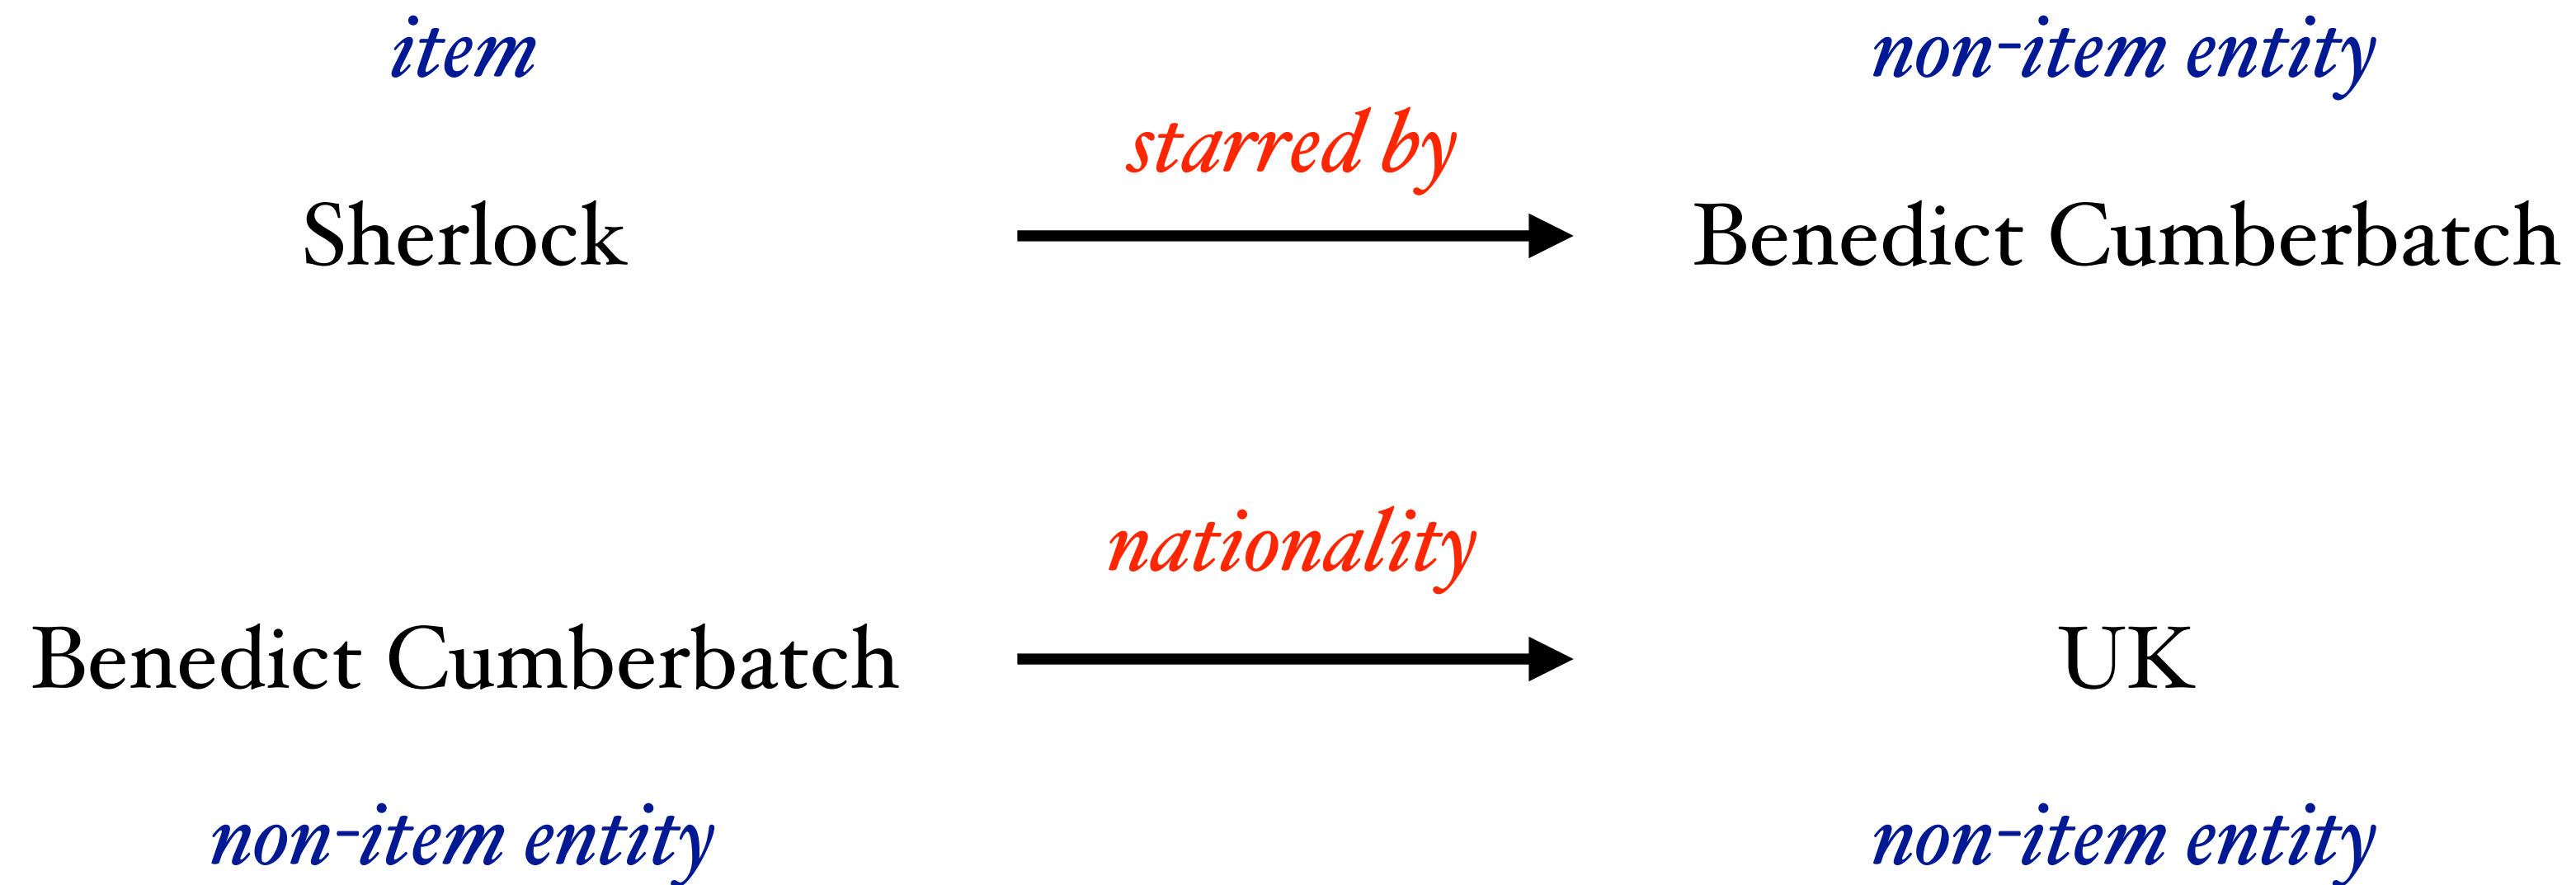 item
non-item entity
starred by
Sherlock
Benedict Cumberbatch
nationality
Benedict Cumberbatch
UK
non-item entity
non-item entity